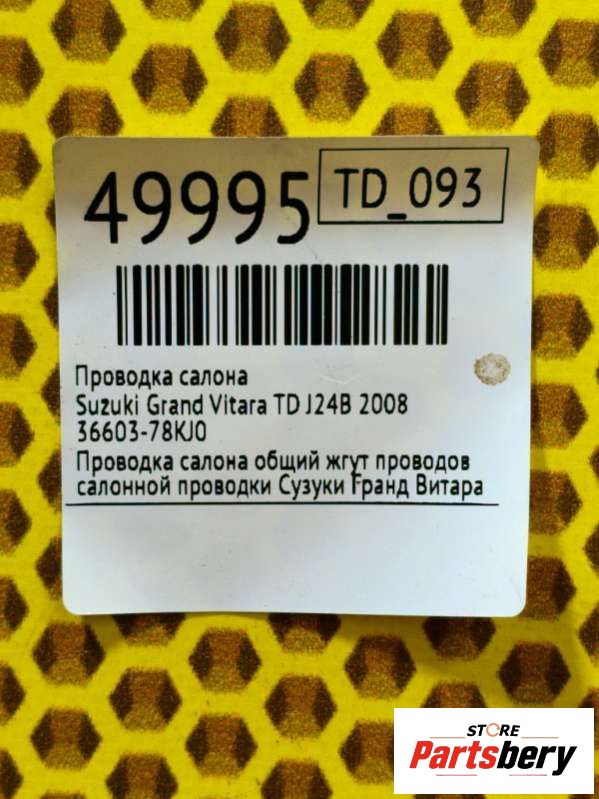 49995
TD_093
Проводка салона
Suzuki Grand Vitara TD J24B 2008
36603-78KJ0
Проводка салона общий жгут проводов
салонной проводки Сузуки Гранд Витара
STORE
Partsbery